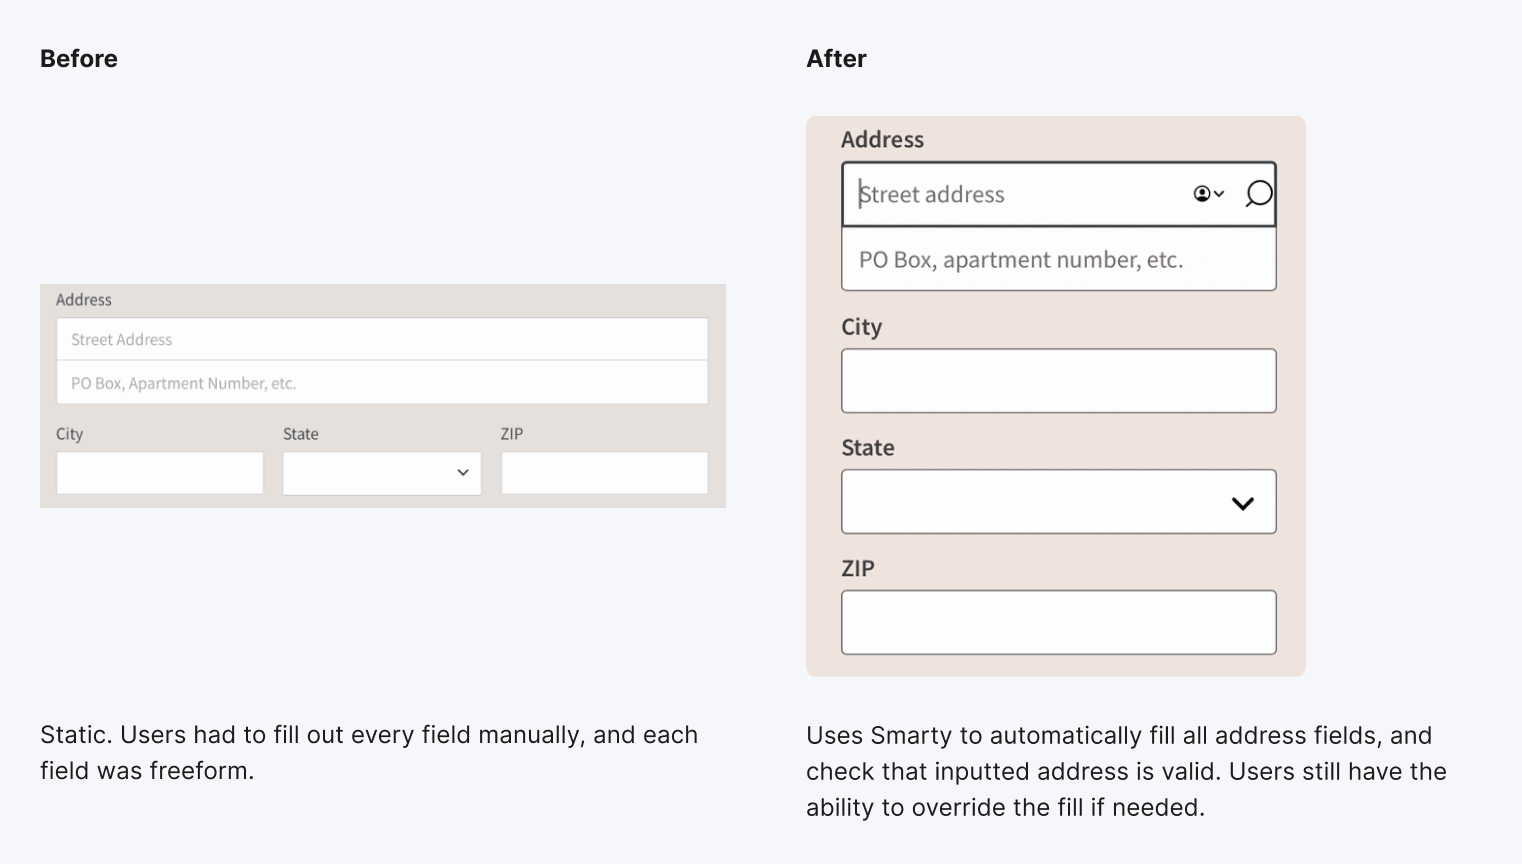 Before
Address
Street Address
PO Box, Apartment Number, etc.
City State ZIP
Static. Users had to fill out every field manually, and each
field was freeform.
After
Address
Street address
PO Box, apartment number, etc.
City
State
ZIP
Uses Smarty to automatically fill all address fields, and
check that inputted address is valid. Users still have the
ability to override the fill if needed.